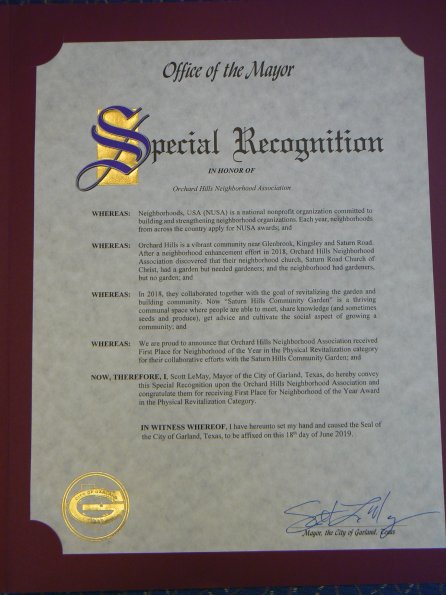 Office of the Mayor
Special Recognition
IN HONOR OF
Orchard Hills Neighborhood Association
WHEREAS: Neighborhoods, USA (NUSA) is a national nonprofit organization committed to
building and strengthening neighborhood organizations. Each year, neighborhoods
from across the country apply for NUSA awards; and
WHEREAS: Orchard Hills is a vibrant community near Glenbrook, Kingsley and Saturn Road.
After a neighborhood enhancement effort in 2018, Orchard Hills Neighborhood
Association discovered that their neighborhood church, Saturn Road Church of
Christ, had a garden but needed gardeners; and the neighborhood had gardeners,
but no garden; and
WHEREAS: In 2018, they collaborated together with the goal of revitalizing the garden and
building community. Now "Saturn Hills Community Garden" is a thriving
communal space where people are able to meet, share knowledge (and sometimes
seeds and produce), get advice and cultivate the social aspect of growing a
community; and
WHEREAS: We are proud to announce that Orchard Hills Neighborhood Association received
First Place for Neighborhood of the Year in the Physical Revitalization category
for their collaborative efforts with the Saturn Hills Community Garden; and
NOW, THEREFORE, I, Scott LeMay, Mayor of the City of Garland, Texas, do hereby convey
this Special Recognition upon the Orchard Hills Neighborhood Association and
congratulate them for receiving First Place for Neighborhood of the Year Award
in the Physical Revitalization Category.
IN WITNESS WHEREOF, I have hereunto set my hand and caused the Seal of
the City of Garland, Texas, to be affixed on this 18th day of June 2019.
CITY OF GARLAND
G
Mayor, the City of Garland, Texas